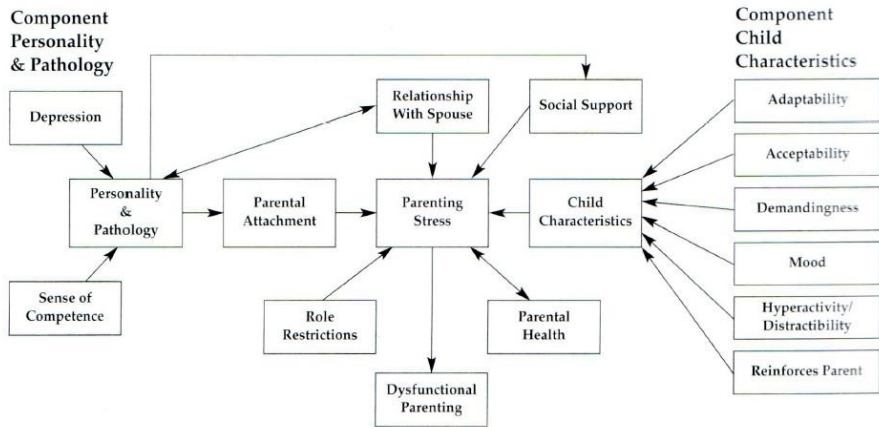 Component
Personality
& Pathology
Component
Child
Characteristics
Depression
Relationship
With Spouse
Social Support
Adaptability
Acceptability
Personality
&
Pathology
Parental
Attachment
Parenting
Stress
Child
Characteristics
Demandingness
Mood
Sense of
Competence
Role
Restrictions
Parental
Health
Hyperactivity/
Distractibility
Dysfunctional
Parenting
Reinforces Parent